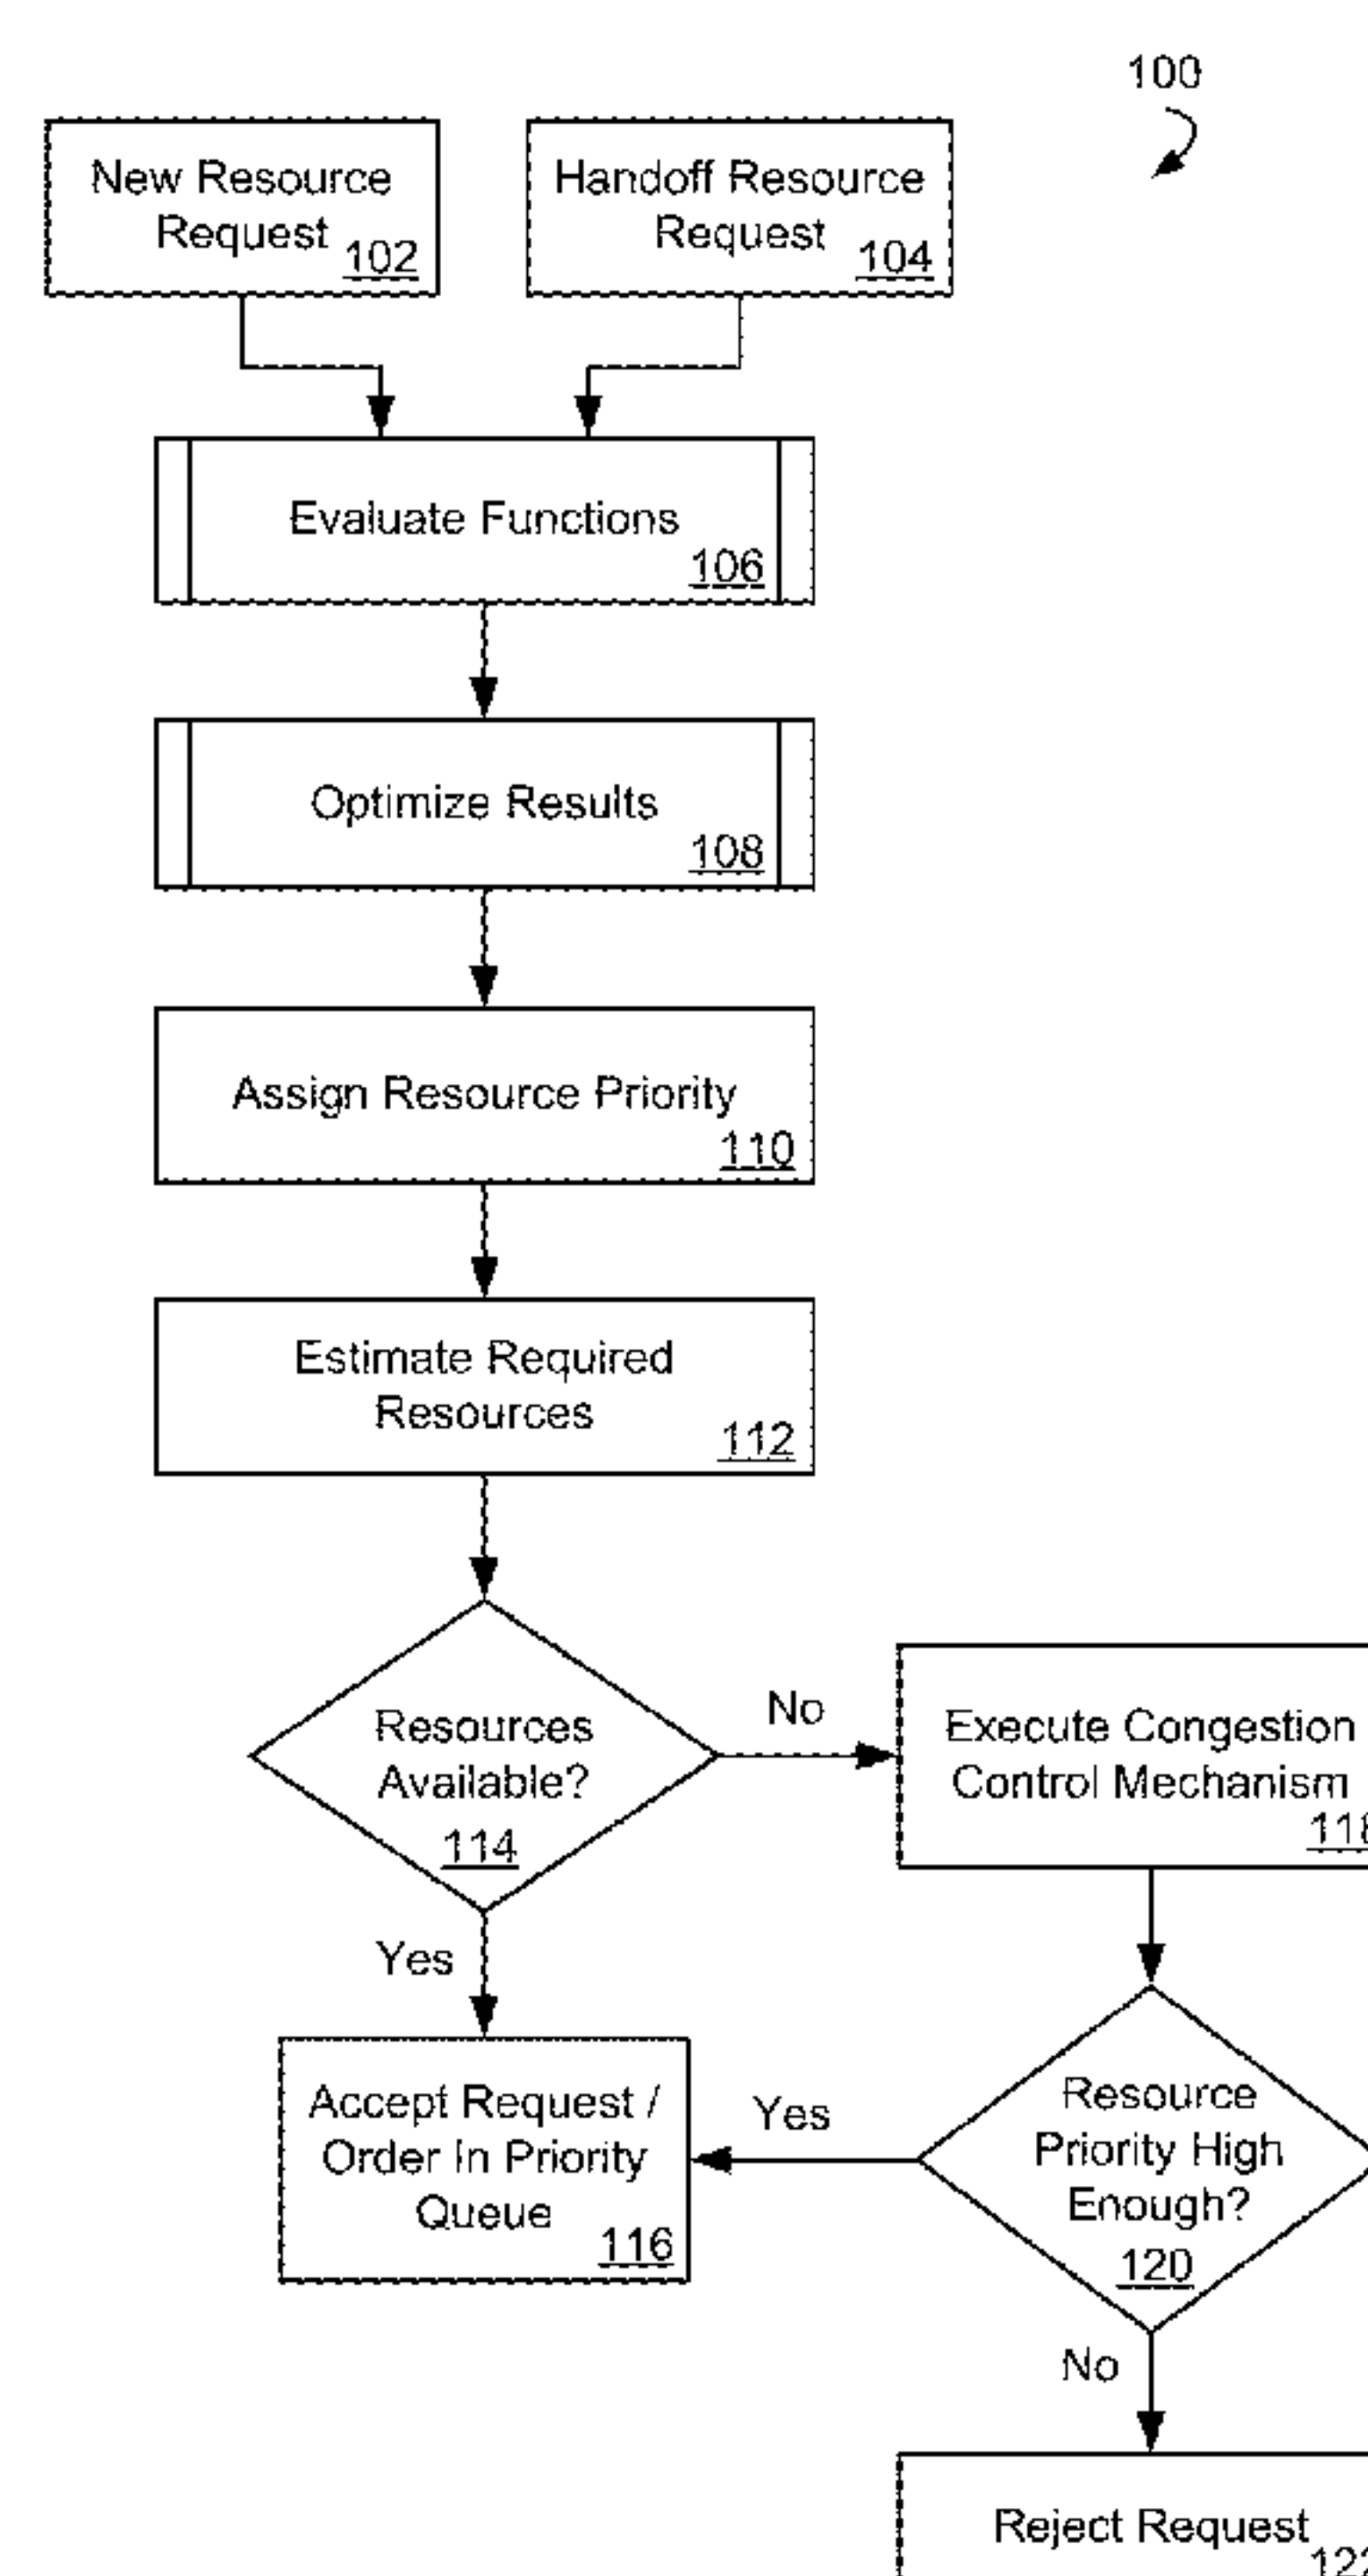 100
New Resource
Request
102
Handoff Resource
Request
104
Evaluate Functions
106
Optimize Results
108
Assign Resource Priority
110
Estimate Required
Resources
112
Resources
Available?
114
No
Execute Congestion
Control Mechanism
118
Yes
Accept Request /
Order In Priority
Queue
116
Yes
Resource
Priority High
Enough?
120
No
Reject Request